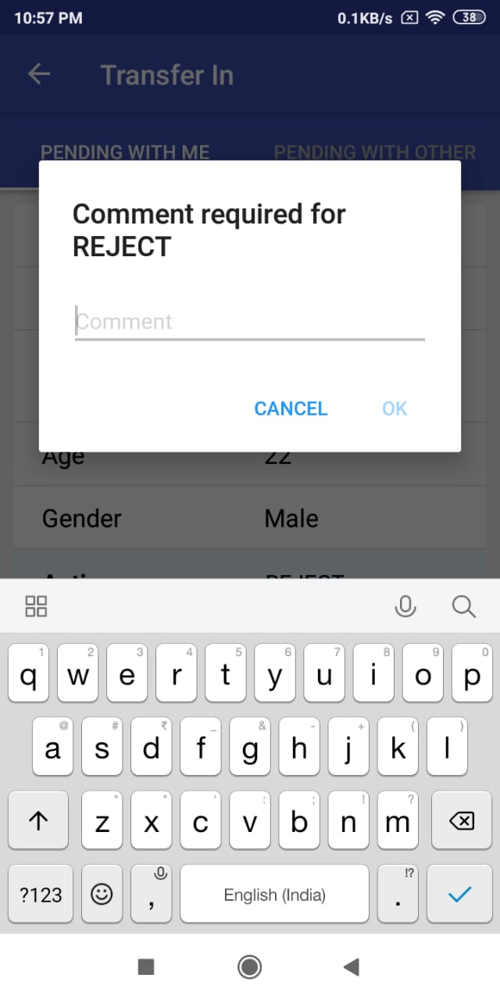 10:57 PM 0.1KB/s 38
Transfer In
PENDING WITH ME PENDING WITH OTHER
Comment required for
REJECT
Comment
CANCEL OK
Age 22
Gender Male
REJECT
1 2 3 4 5 6 7 8 9 0
q w e r t y u i o p
@ # ₹ _ & - + ( )
a s d f g h j k l
* " ' : ; ! ?
z x c v b n m
?123 , English (India) . !?